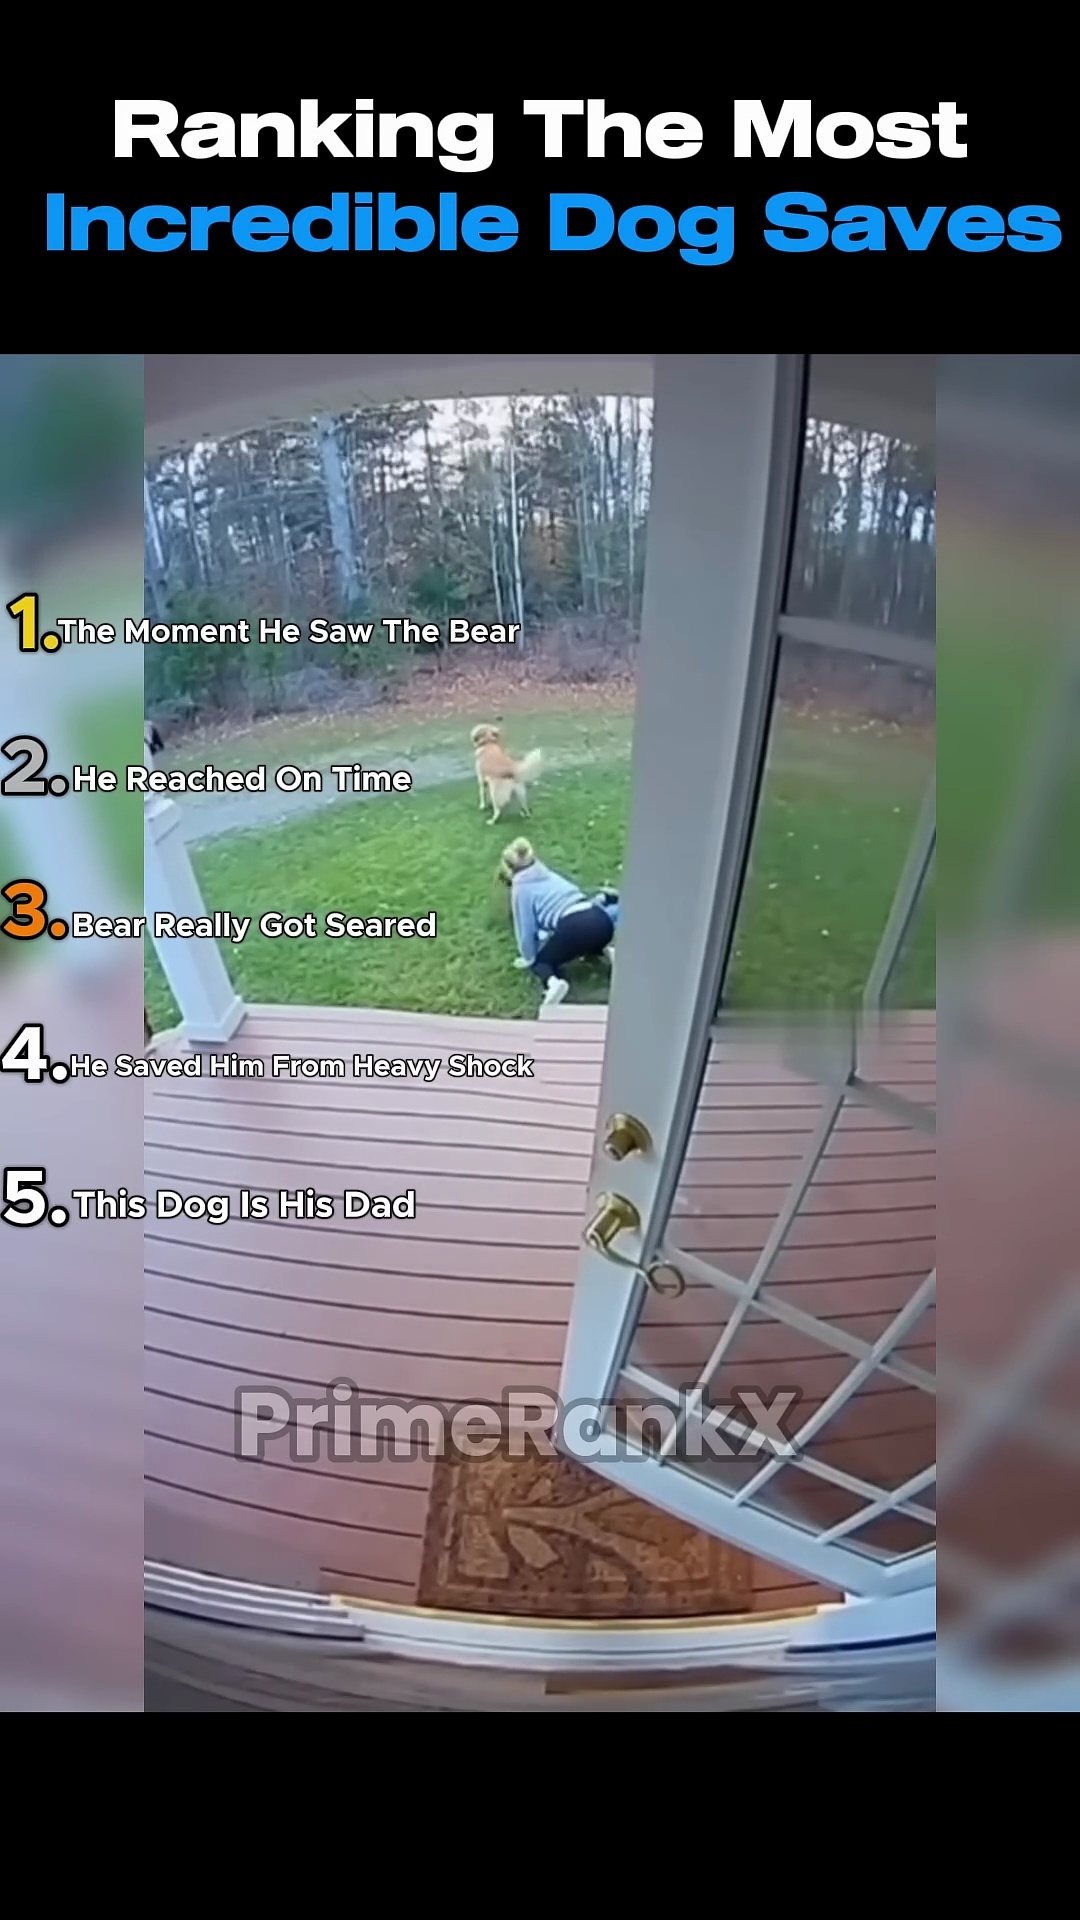 Ranking The Most
Incredible Dog Saves
1. The Moment He Saw The Bear
2. He Reached On Time
3. Bear Really Got Seared
4. He Saved Him From Heavy Shock
5. This Dog Is His Dad
PrimeRankX